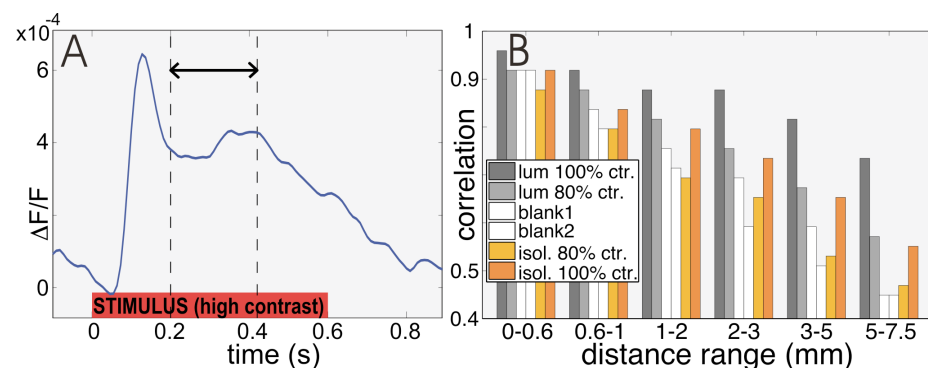 x10⁻⁴
A
6
4
2
0
ΔF/F
STIMULUS (high contrast)
0
0.2
0.4
0.6
0.8
time (s)
B
1
0.9
0.5
0.4
correlation
lum 100% ctr.
lum 80% ctr.
blank1
blank2
isol. 80% ctr.
isol. 100% ctr.
0-0.6
0.6-1
1-2
2-3
3-5
5-7.5
distance range (mm)